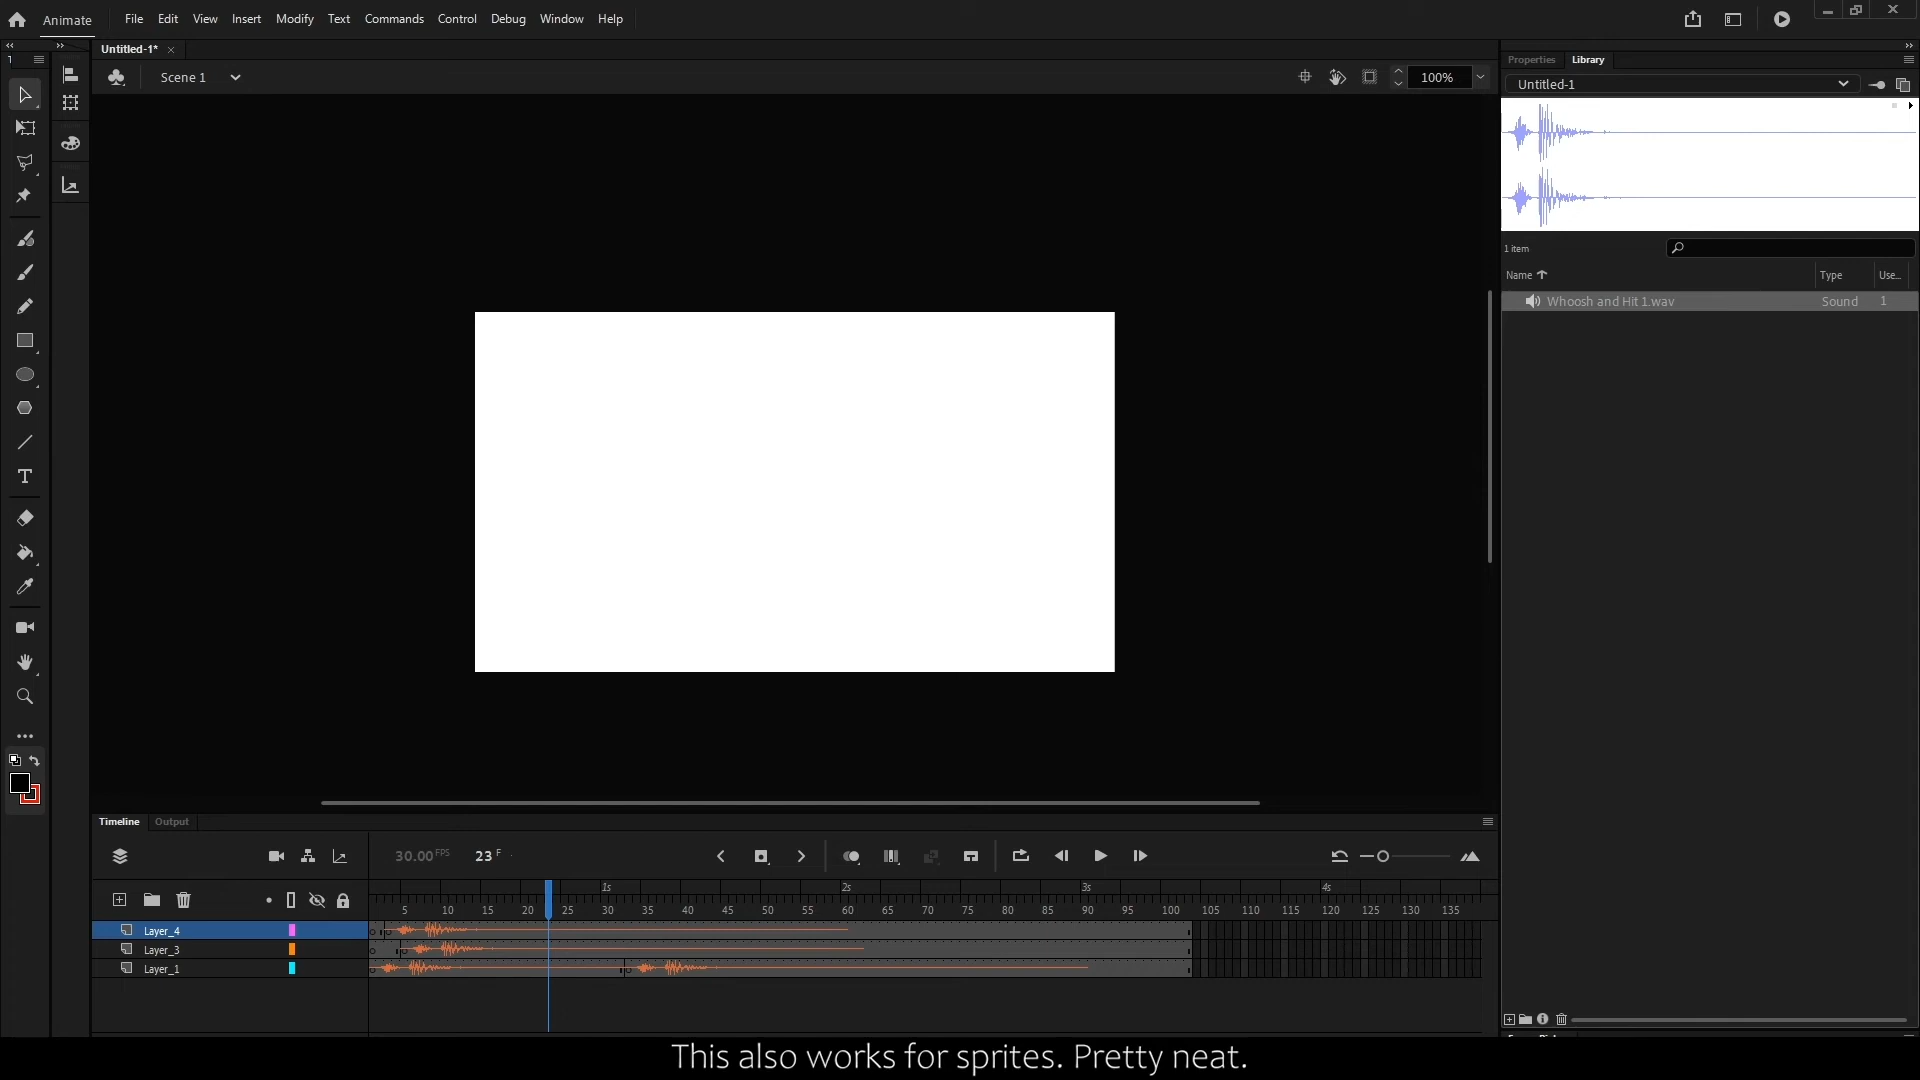 Animate File Edit View Insert Modify Text Commands Control Debug Window Help
Untitled-1*
Scene 1
100%
Properties Library
Untitled-1
1 item
Name Type Use...
Whoosh and Hit 1.wav Sound 1
Timeline Output
30.00 FPS 23 F
1s 2s 3s 4s
5 10 15 20 25 30 35 40 45 50 55 60 65 70 75 80 85 90 95 100 105 110 115 120 125 130 135
Layer_4
Layer_3
Layer_1
This also works for sprites. Pretty neat.